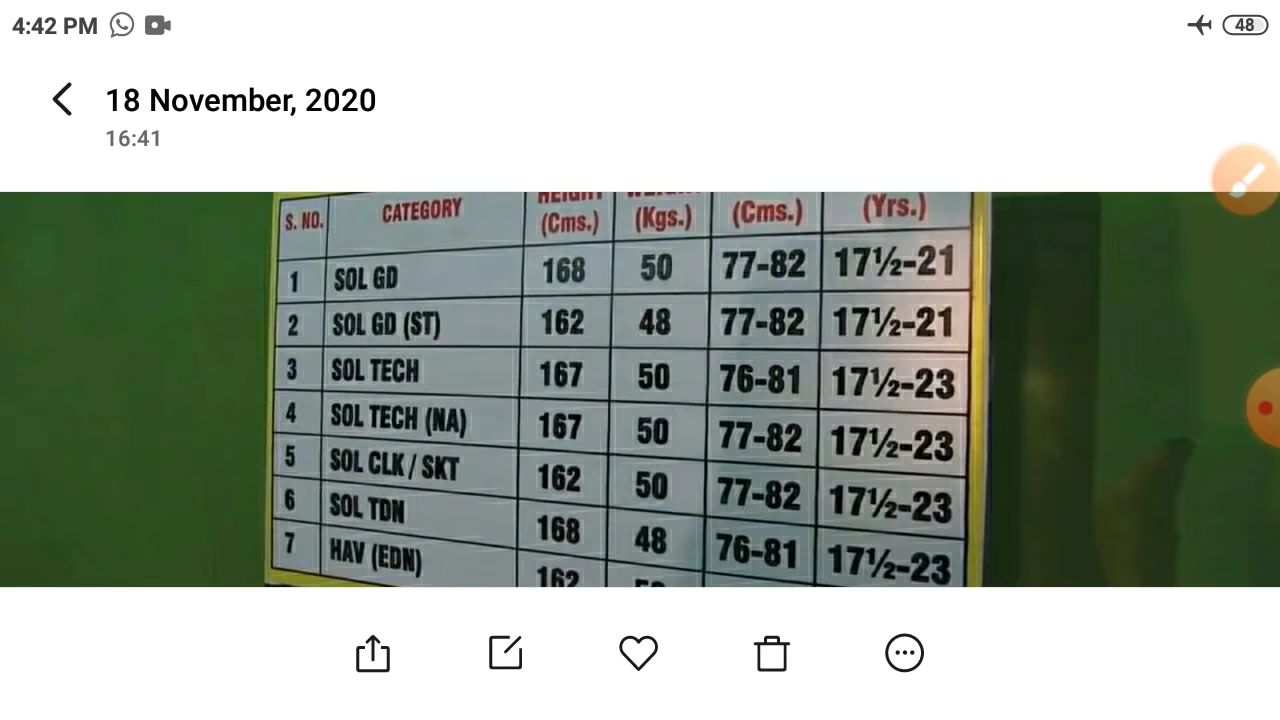 4:42 PM 48
18 November, 2020
16:41
S. NO. CATEGORY HEIGHT (Cms.) (Kgs.) (Cms.) (Yrs.)
1 SOL GD 168 50 77-82 17½-21
2 SOL GD (ST) 162 48 77-82 17½-21
3 SOL TECH 167 50 76-81 17½-23
4 SOL TECH (NA) 167 50 77-82 17½-23
5 SOL CLK / SKT 162 50 77-82 17½-23
6 SOL TDN 168 48 76-81 17½-23
7 HAV (EDN) 162